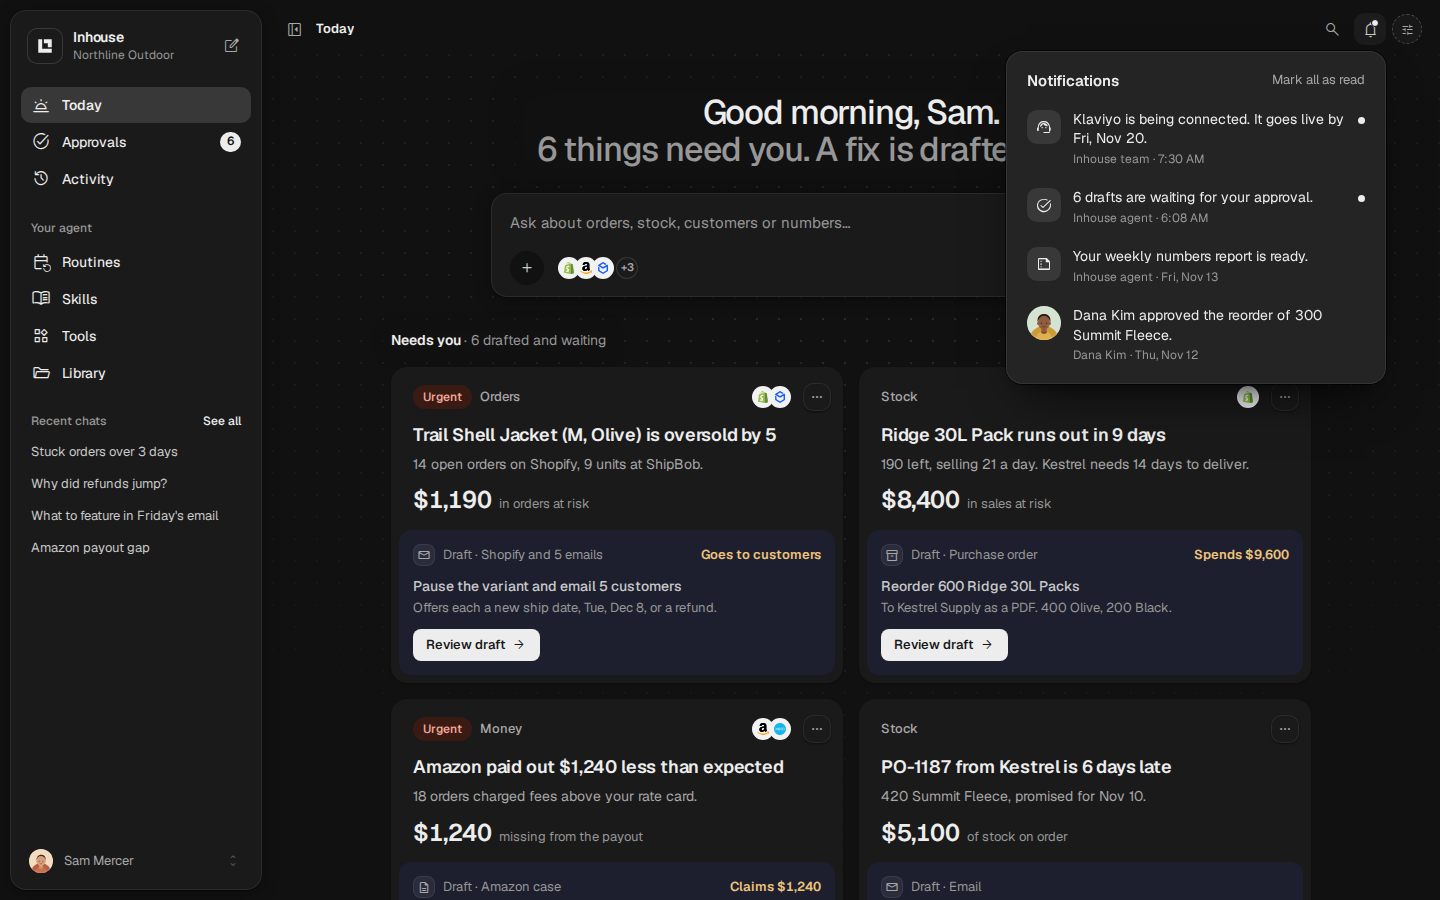 Inhouse
Northline Outdoor
Today
Approvals
6
Activity
Your agent
Routines
Skills
Tools
Library
Recent chats
See all
Stuck orders over 3 days
Why did refunds jump?
What to feature in Friday's email
Amazon payout gap
Sam Mercer
Today
Good morning, Sam.
6 things need you. A fix is drafte
Ask about orders, stock, customers or numbers...
+3
Notifications
Mark all as read
Klaviyo is being connected. It goes live by
Fri, Nov 20.
Inhouse team · 7:30 AM
6 drafts are waiting for your approval.
Inhouse agent · 6:08 AM
Your weekly numbers report is ready.
Inhouse agent · Fri, Nov 13
Dana Kim approved the reorder of 300
Summit Fleece.
Dana Kim · Thu, Nov 12
Needs you · 6 drafted and waiting
Urgent Orders
Trail Shell Jacket (M, Olive) is oversold by 5
14 open orders on Shopify, 9 units at ShipBob.
$1,190 in orders at risk
Draft · Shopify and 5 emails
Goes to customers
Pause the variant and email 5 customers
Offers each a new ship date, Tue, Dec 8, or a refund.
Review draft
Stock
Ridge 30L Pack runs out in 9 days
190 left, selling 21 a day. Kestrel needs 14 days to deliver.
$8,400 in sales at risk
Draft · Purchase order
Spends $9,600
Reorder 600 Ridge 30L Packs
To Kestrel Supply as a PDF. 400 Olive, 200 Black.
Review draft
Urgent Money
Amazon paid out $1,240 less than expected
18 orders charged fees above your rate card.
$1,240 missing from the payout
Draft · Amazon case
Claims $1,240
Stock
PO-1187 from Kestrel is 6 days late
420 Summit Fleece, promised for Nov 10.
$5,100 of stock on order
Draft · Email